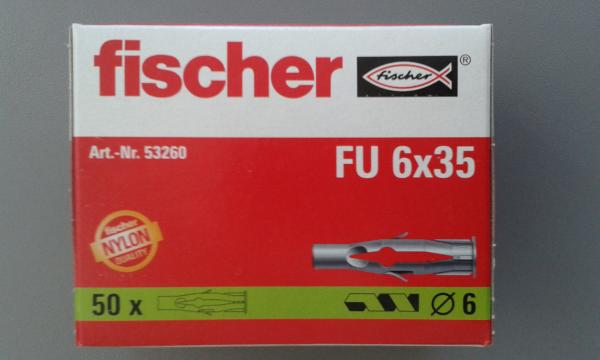 fischer
fischer ®
Art.-Nr. 53260
FU 6x35
fischer
NYLON
QUALITY
50 x
Ø 6